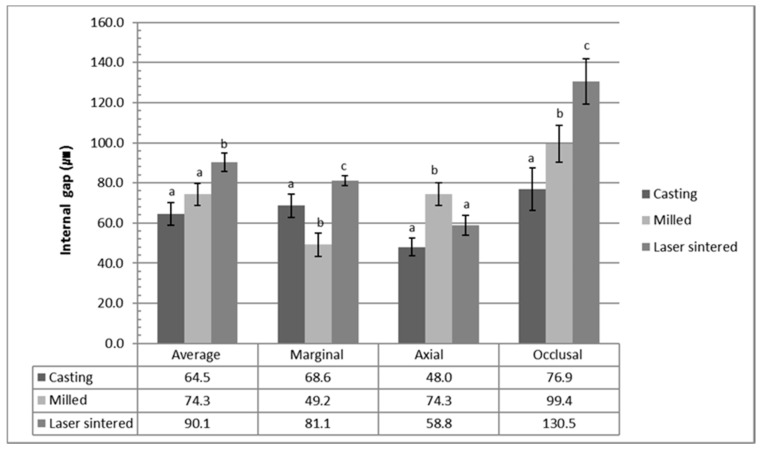 160.0
140.0
120.0
100.0
80.0
60.0
40.0
20.0
0.0
Internal gap (㎛)
a
a
b
a
b
c
a
b
a
a
b
c
Casting
Milled
Laser sintered
Average Marginal Axial Occlusal
Casting 64.5 68.6 48.0 76.9
Milled 74.3 49.2 74.3 99.4
Laser sintered 90.1 81.1 58.8 130.5